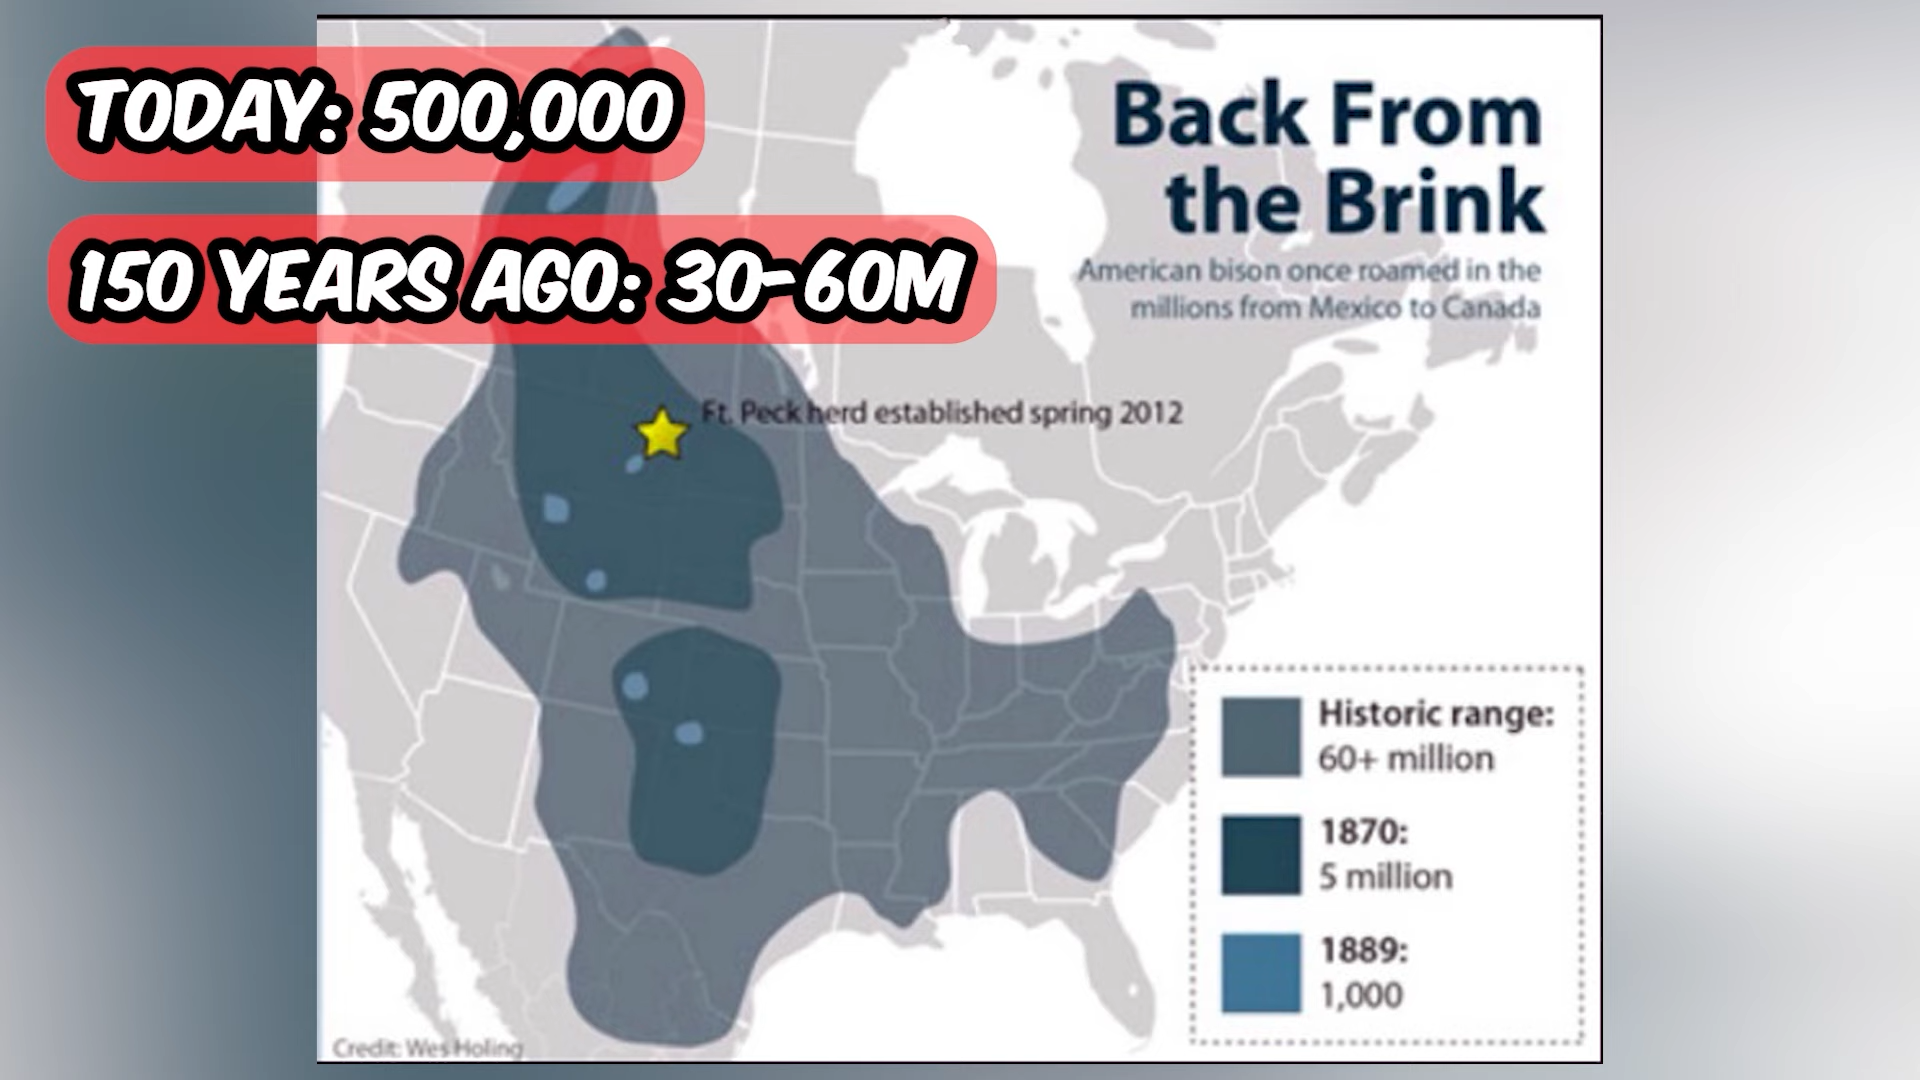 TODAY: 500,000
150 YEARS AGO: 30-60M
Back From
the Brink
American bison once roamed in the
millions from Mexico to Canada
Ft. Peck herd established spring 2012
Historic range:
60+ million
1870:
5 million
1889:
1,000
Credit: Wes Holing